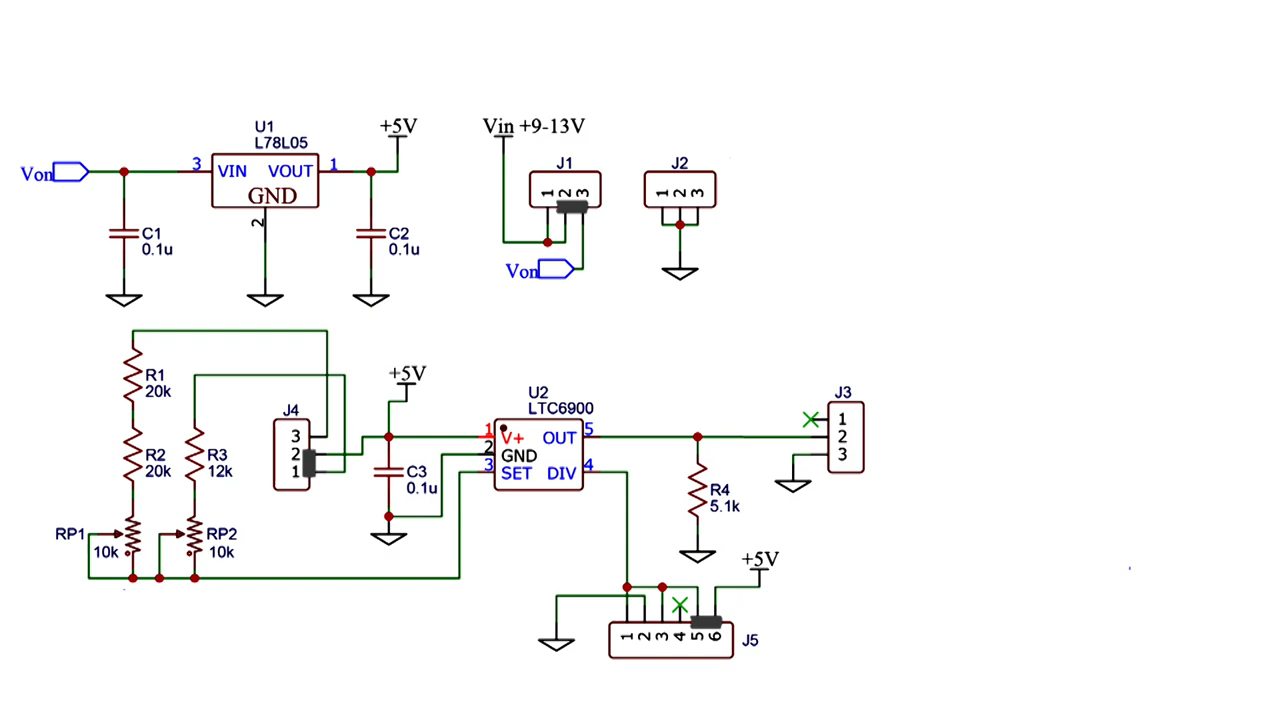 U1
L78L05
+5V
Vin +9-13V
J1
J2
Von
3
VIN
VOUT
1
GND
2
1 2 3
1 2 3
C1
0.1u
C2
0.1u
Von
R1
20k
+5V
J4
U2
LTC6900
J3
3
2
1
1
V+
OUT
5
2
GND
3
SET
DIV
4
1
2
3
R2
20k
R3
12k
C3
0.1u
R4
5.1k
RP1
10k
RP2
10k
+5V
1 2 3 4 5 6
J5